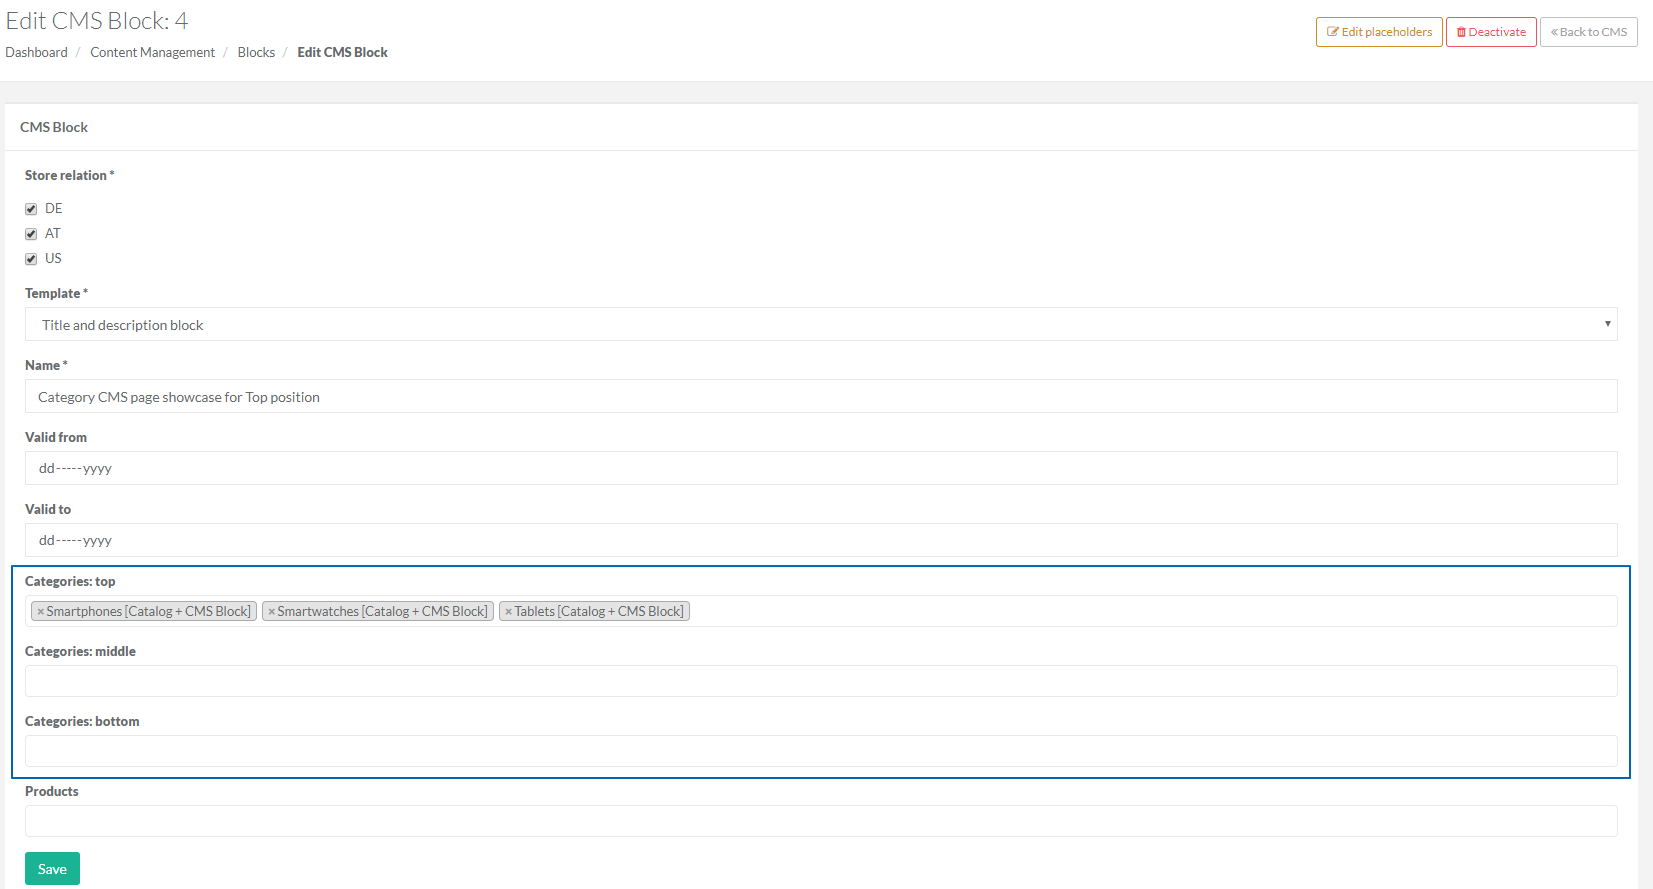 Edit CMS Block: 4
Edit placeholders Deactivate «Back to CMS
Dashboard / Content Management / Blocks / Edit CMS Block
CMS Block
Store relation *
DE
AT
US
Template *
Title and description block
Name *
Category CMS page showcase for Top position
Valid from
dd-----yyyy
Valid to
dd-----yyyy
Categories: top
×Smartphones [Catalog + CMS Block] ×Smartwatches [Catalog + CMS Block] ×Tablets [Catalog + CMS Block]
Categories: middle
Categories: bottom
Products
Save